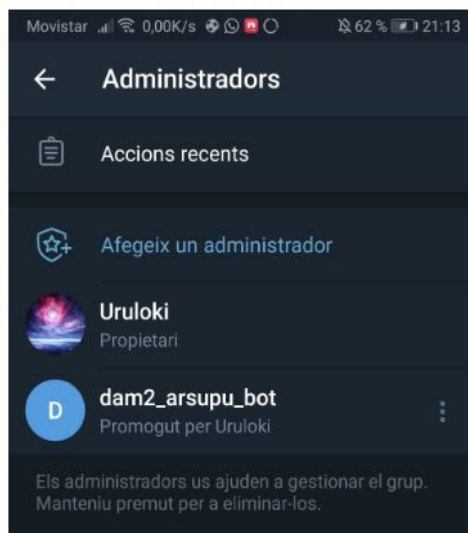 Movistar 0,00K/s 62 % 21:13
Administradors
Accions recents
Afegeix un administrador
Uruloki
Propietari
D
dam2_arsupu_bot
Promogut per Uruloki
Els administradors us ajuden a gestionar el grup.
Manteniu premut per a eliminar-los.